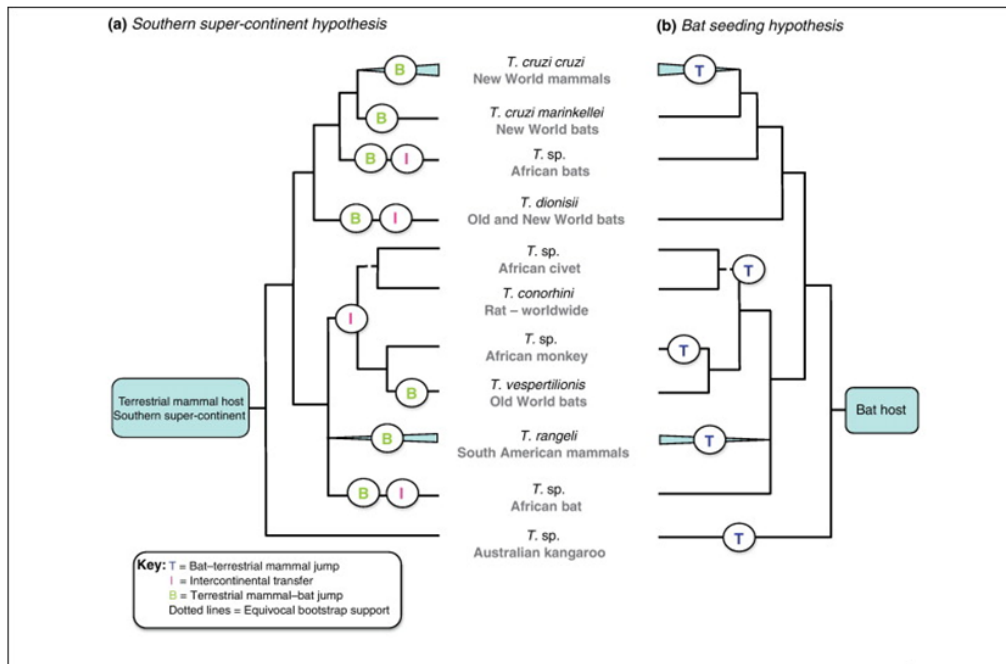 (a) Southern super-continent hypothesis
(b) Bat seeding hypothesis
B
T. cruzi cruzi
New World mammals
T
B
T. cruzi marinkellei
New World bats
B
I
T. sp.
African bats
B
I
T. dionisii
Old and New World bats
T. sp.
African civet
T
I
T. conorhini
Rat – worldwide
T. sp.
African monkey
T
B
T. vespertilionis
Old World bats
Terrestrial mammal host
Southern super-continent
Bat host
B
T. rangeli
South American mammals
T
B
I
T. sp.
African bat
T. sp.
Australian kangaroo
T
Key: T = Bat–terrestrial mammal jump
I = Intercontinental transfer
B = Terrestrial mammal–bat jump
Dotted lines = Equivocal bootstrap support